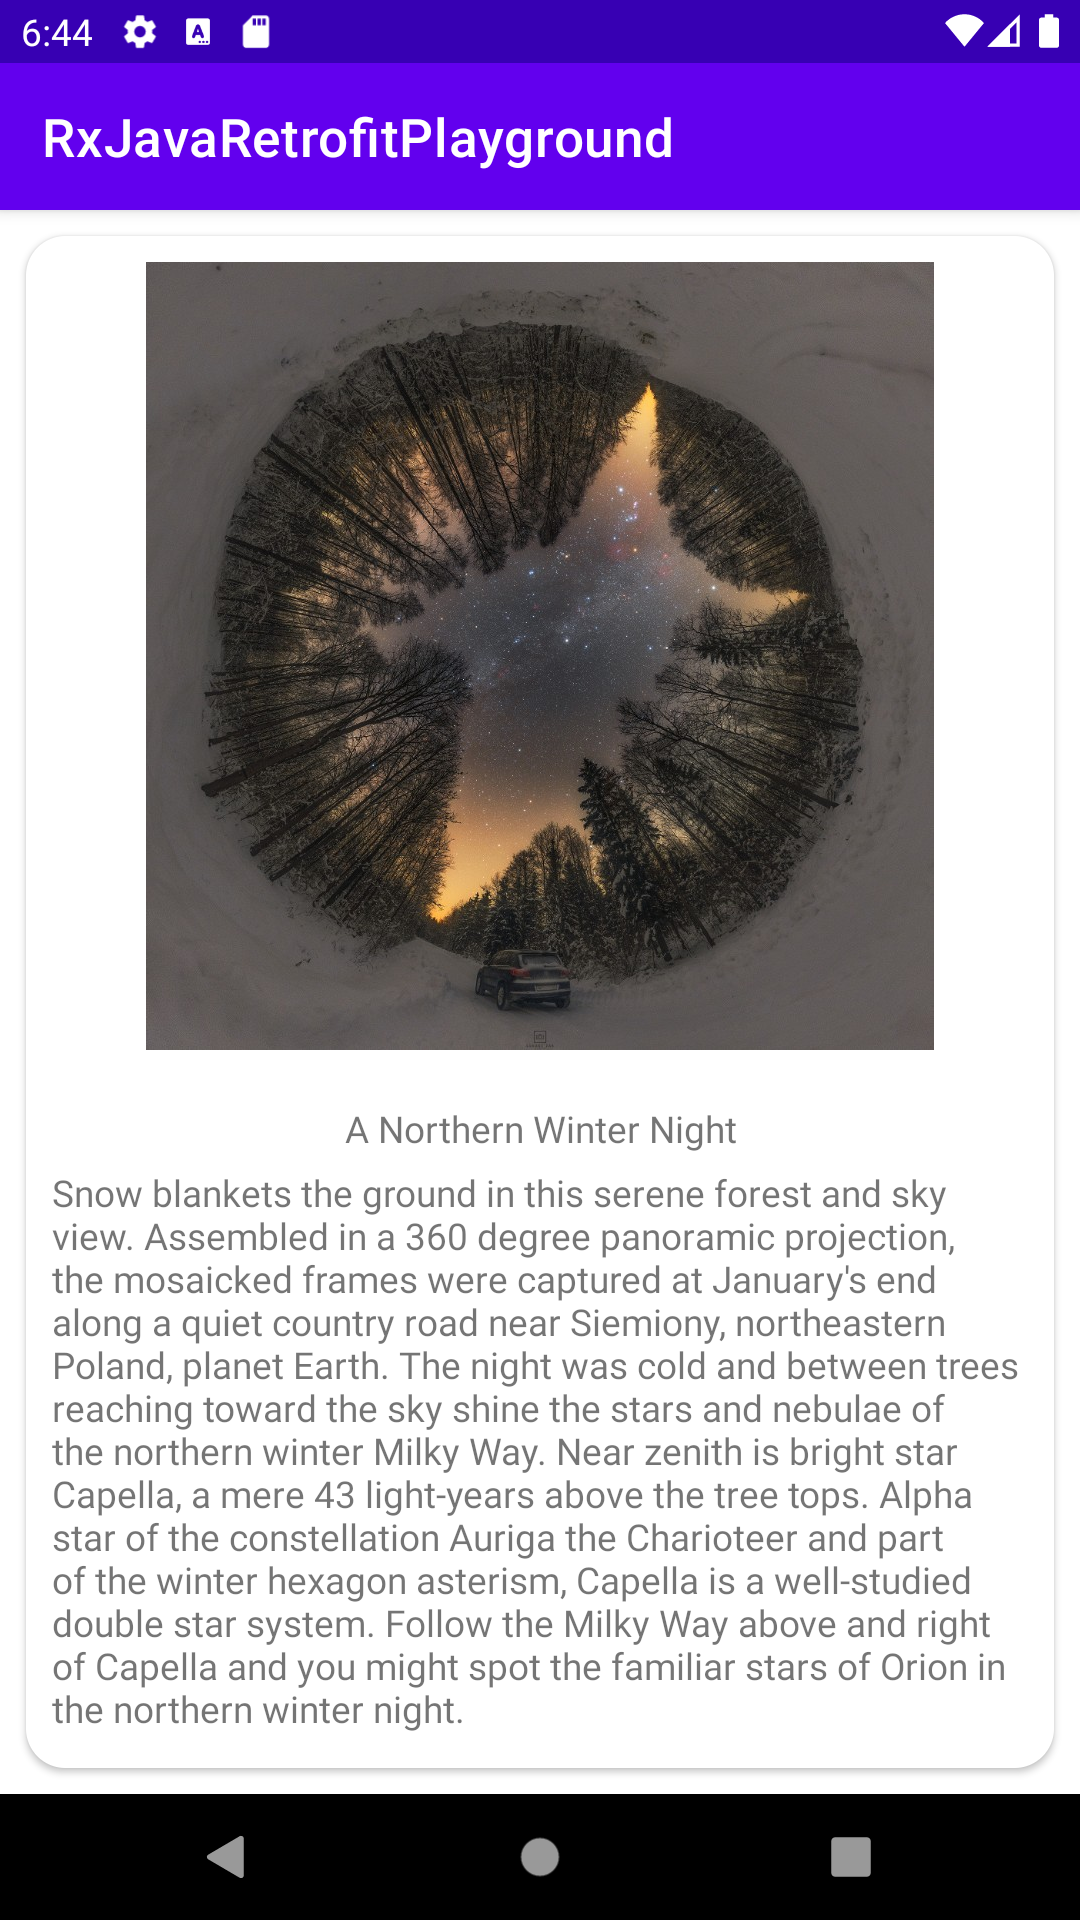 6:44
RxJavaRetrofitPlayground
A Northern Winter Night
Snow blankets the ground in this serene forest and sky
view. Assembled in a 360 degree panoramic projection,
the mosaicked frames were captured at January's end
along a quiet country road near Siemiony, northeastern
Poland, planet Earth. The night was cold and between trees
reaching toward the sky shine the stars and nebulae of
the northern winter Milky Way. Near zenith is bright star
Capella, a mere 43 light-years above the tree tops. Alpha
star of the constellation Auriga the Charioteer and part
of the winter hexagon asterism, Capella is a well-studied
double star system. Follow the Milky Way above and right
of Capella and you might spot the familiar stars of Orion in
the northern winter night.